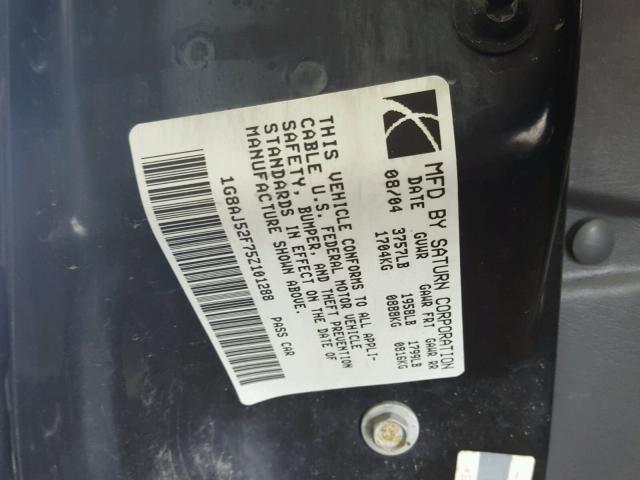 MFD BY SATURN CORPORATION
DATE GVWR GAWR FRT GAWR RR
08/04 3757LB 1958LB 1799LB
1704KG 0888KG 0816KG
THIS VEHICLE CONFORMS TO ALL APPLI-
CABLE U.S. FEDERAL MOTOR VEHICLE
SAFETY, BUMPER, AND THEFT PREVENTION
STANDARDS IN EFFECT ON THE DATE OF
MANUFACTURE SHOWN ABOVE.
1G8AJ52F75Z101288 PASS CAR